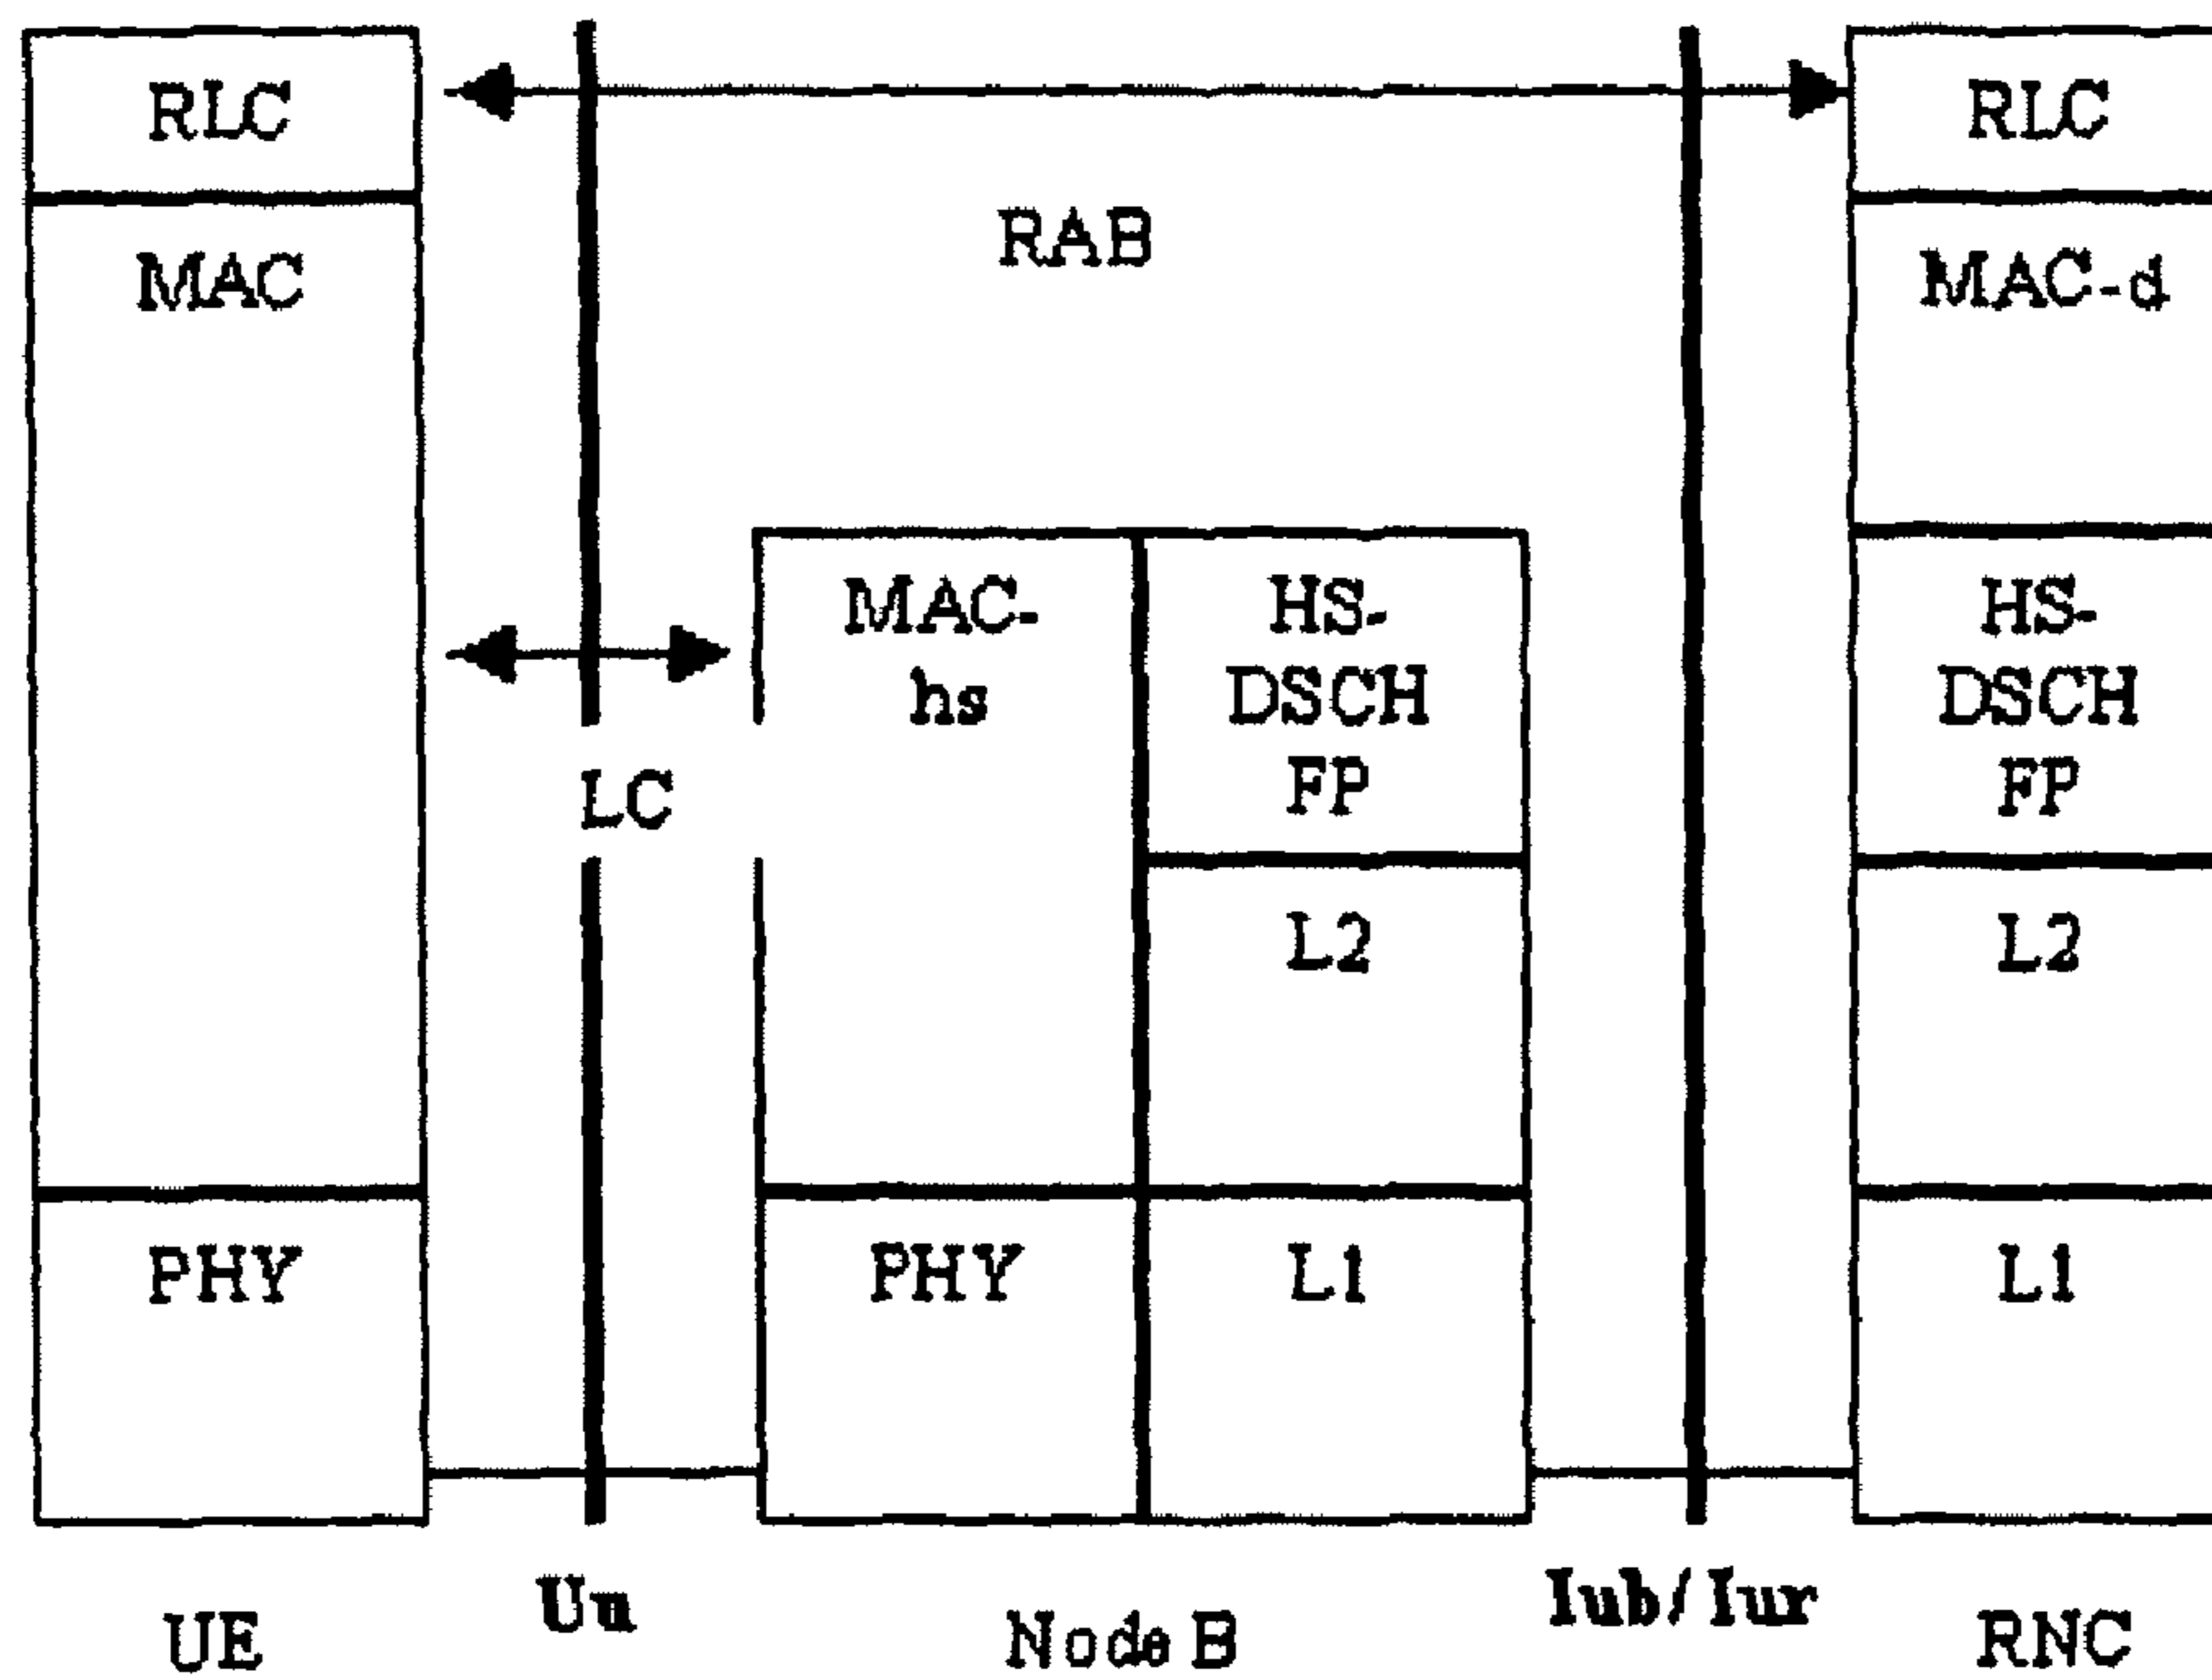 RLC
RLC
RAB
MAC
MAC-d
MAC-
hs
HS-
DSCH
FP
HS-
DSCH
FP
LC
L2
L2
PHY
PHY
L1
L1
UE
Uu
Node B
Iub/Iur
RNC